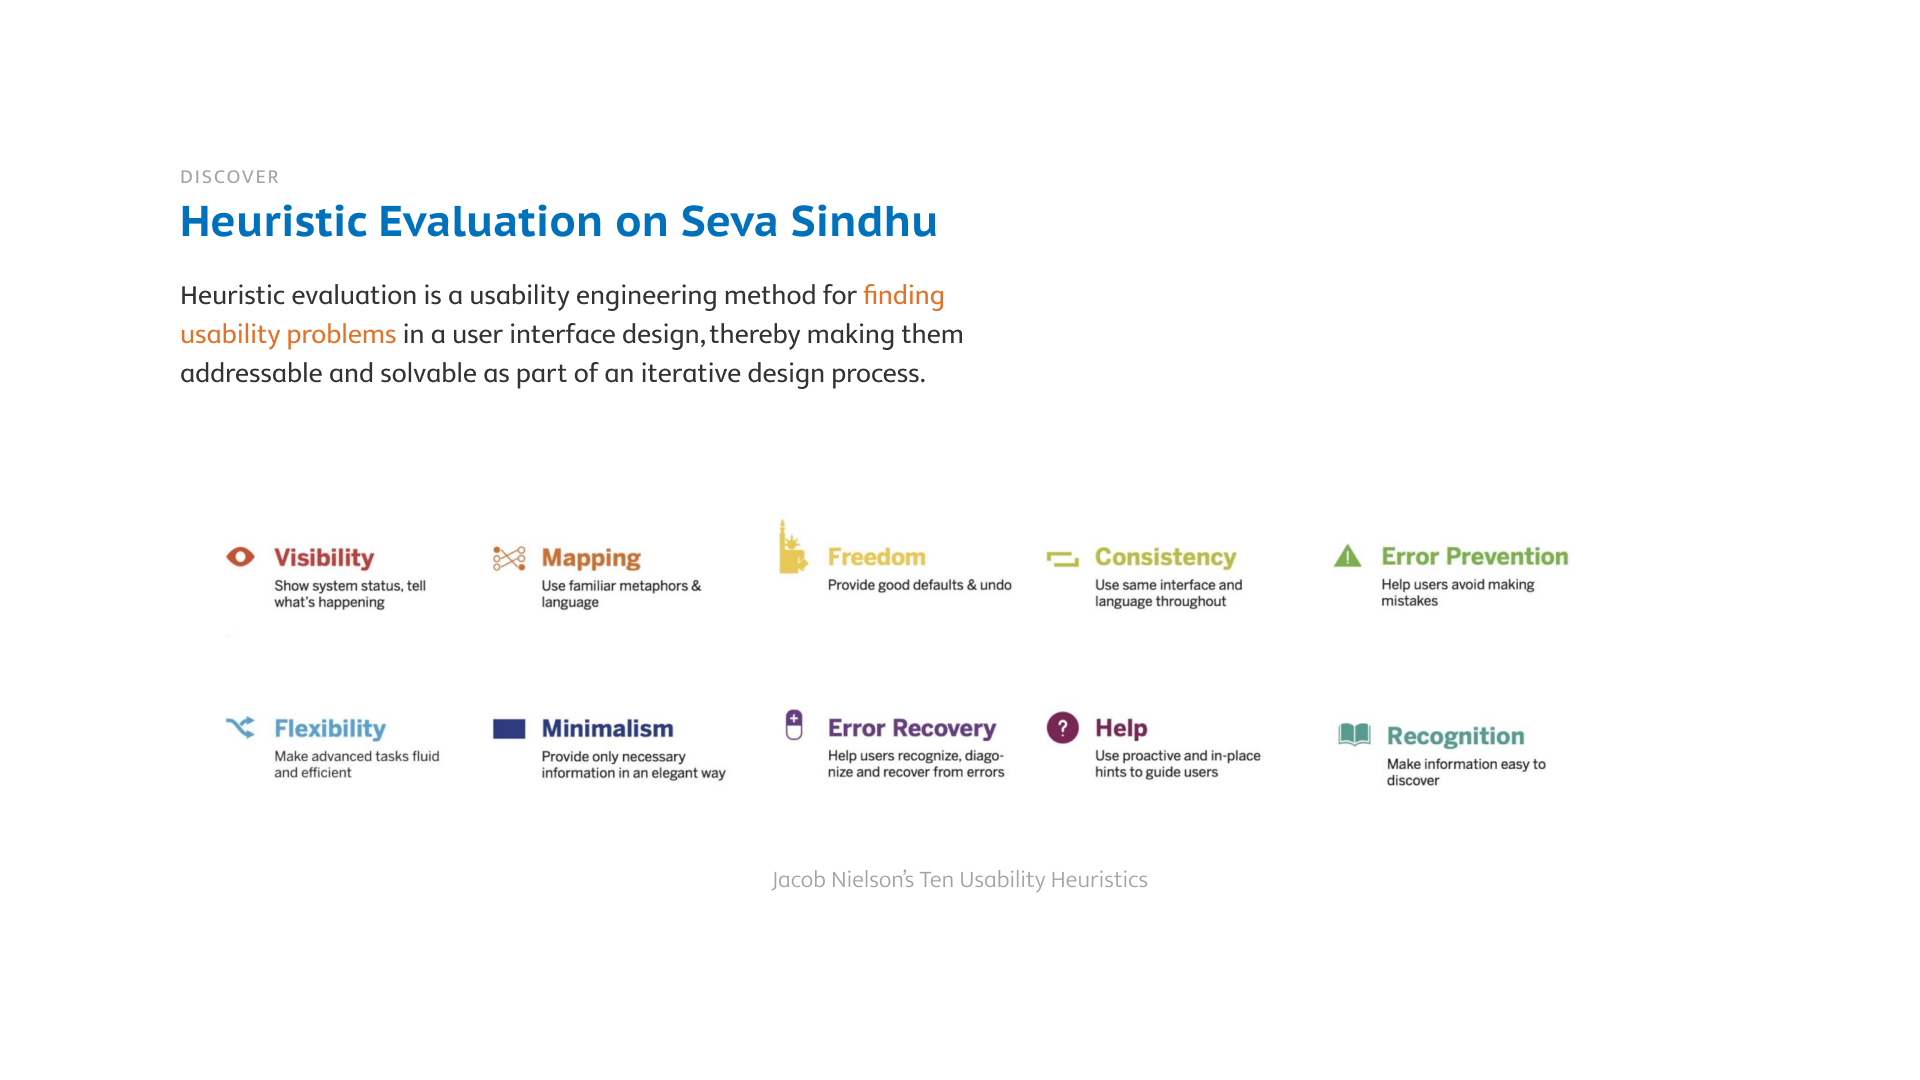 DISCOVER
Heuristic Evaluation on Seva Sindhu
Heuristic evaluation is a usability engineering method for finding
usability problems in a user interface design, thereby making them
addressable and solvable as part of an iterative design process.
Visibility
Show system status, tell
what's happening
Mapping
Use familiar metaphors &
language
Freedom
Provide good defaults & undo
Consistency
Use same interface and
language throughout
Error Prevention
Help users avoid making
mistakes
Flexibility
Make advanced tasks fluid
and efficient
Minimalism
Provide only necessary
information in an elegant way
Error Recovery
Help users recognize, diago-
nize and recover from errors
Help
Use proactive and in-place
hints to guide users
Recognition
Make information easy to
discover
Jacob Nielson’s Ten Usability Heuristics